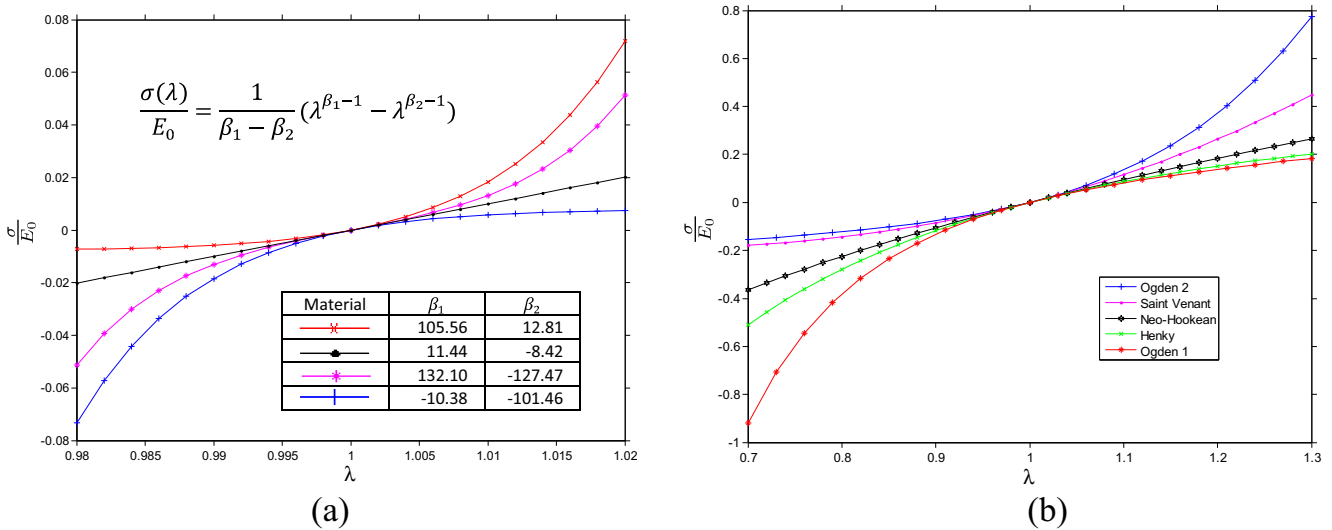 0.08
0.06
0.04
0.02
0
-0.02
-0.04
-0.06
-0.08
σ/E₀
σ(λ)/E₀ = 1/(β₁ − β₂) (λ^(β₁−1) − λ^(β₂−1))
Material β₁ β₂
105.56 12.81
11.44 -8.42
132.10 -127.47
-10.38 -101.46
0.98 0.985 0.99 0.995 1 1.005 1.01 1.015 1.02
λ
(a)
0.8
0.6
0.4
0.2
0
-0.2
-0.4
-0.6
-0.8
-1
σ/E₀
Ogden 2
Saint Venant
Neo-Hookean
Henky
Ogden 1
0.7 0.8 0.9 1 1.1 1.2 1.3
λ
(b)